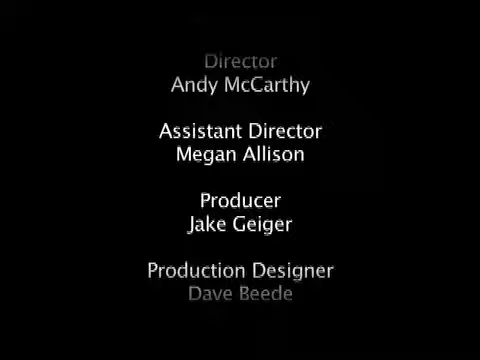 Director
Andy McCarthy
Assistant Director
Megan Allison
Producer
Jake Geiger
Production Designer
Dave Beede